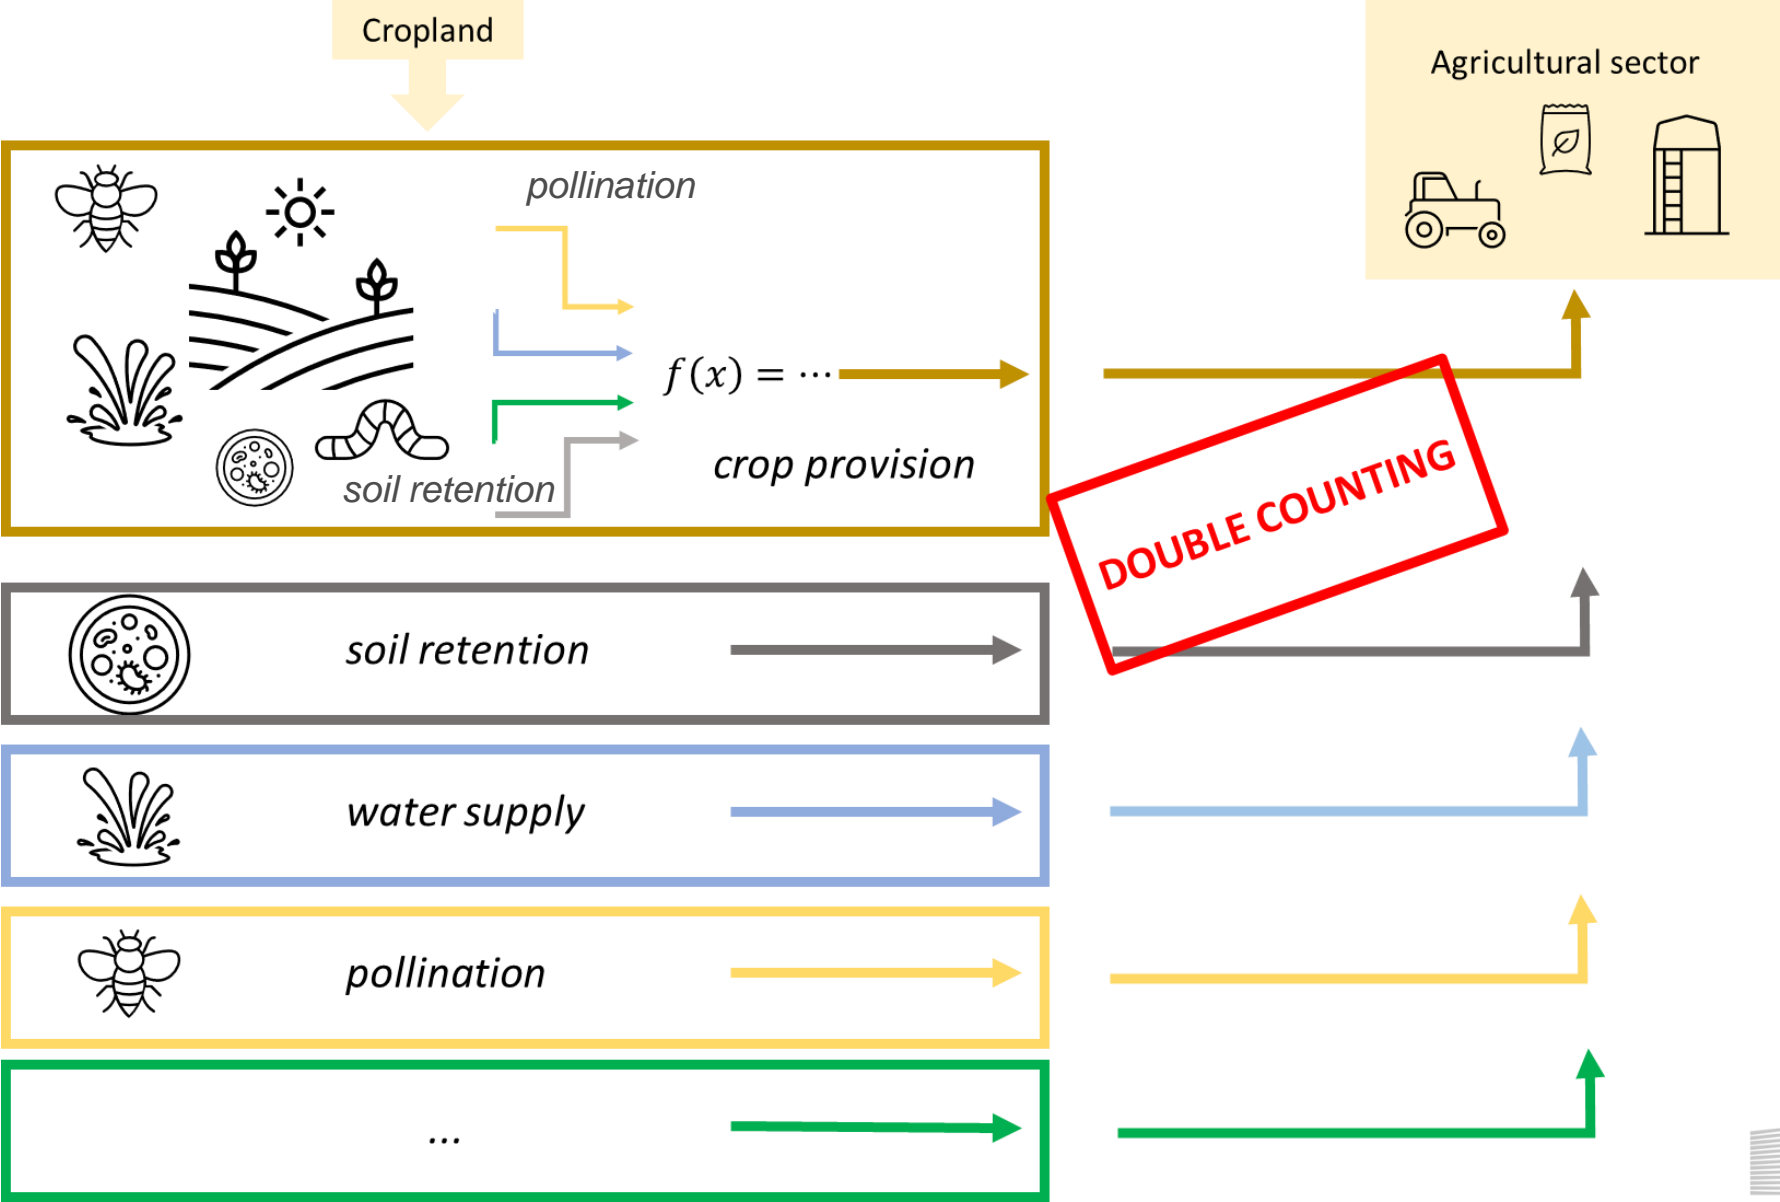 Cropland
Agricultural sector
pollination
f(x) = ···
crop provision
soil retention
DOUBLE COUNTING
soil retention
water supply
pollination
...